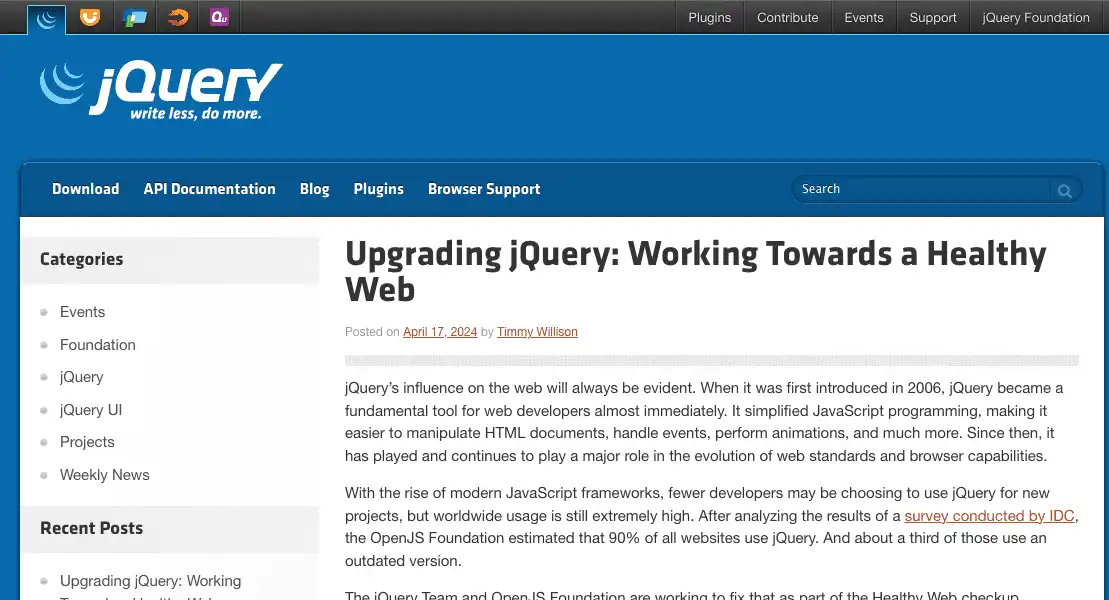 Plugins Contribute Events Support jQuery Foundation
jQuery
write less, do more.
Download API Documentation Blog Plugins Browser Support Search
Categories
Events
Foundation
jQuery
jQuery UI
Projects
Weekly News
Recent Posts
Upgrading jQuery: Working
Upgrading jQuery: Working Towards a Healthy
Web
Posted on April 17, 2024 by Timmy Willison
jQuery’s influence on the web will always be evident. When it was first introduced in 2006, jQuery became a
fundamental tool for web developers almost immediately. It simplified JavaScript programming, making it
easier to manipulate HTML documents, handle events, perform animations, and much more. Since then, it
has played and continues to play a major role in the evolution of web standards and browser capabilities.
With the rise of modern JavaScript frameworks, fewer developers may be choosing to use jQuery for new
projects, but worldwide usage is still extremely high. After analyzing the results of a survey conducted by IDC,
the OpenJS Foundation estimated that 90% of all websites use jQuery. And about a third of those use an
outdated version.
The jQuery Team and OpenJS Foundation are working to fix that as part of the Healthy Web checkup